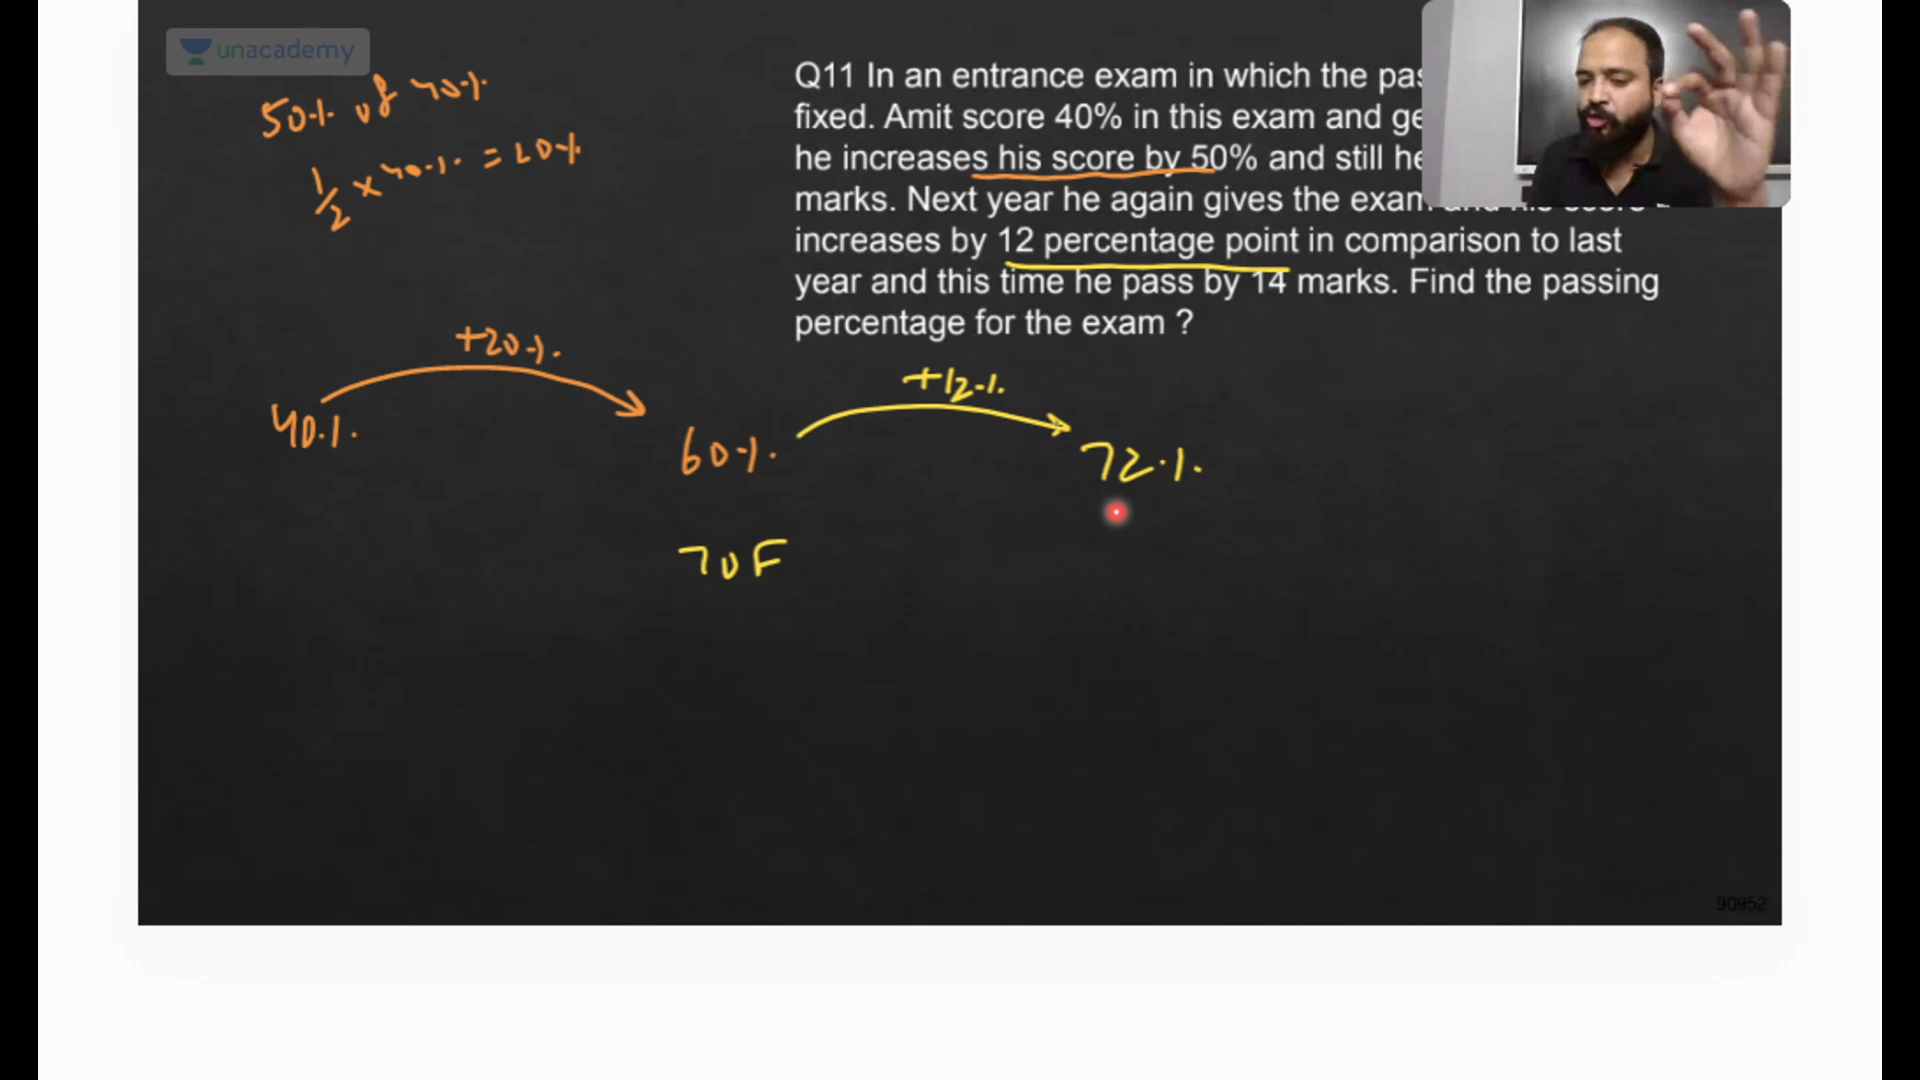 unacademy
50% of 40%
1/2 × 40% = 20%
Q11 In an entrance exam in which the pas
fixed. Amit score 40% in this exam and ge
he increases his score by 50% and still he
marks. Next year he again gives the exam
increases by 12 percentage point in comparison to last
year and this time he pass by 14 marks. Find the passing
percentage for the exam ?
+20%.
+12%.
40%.
60%.
72%.
70F
90952